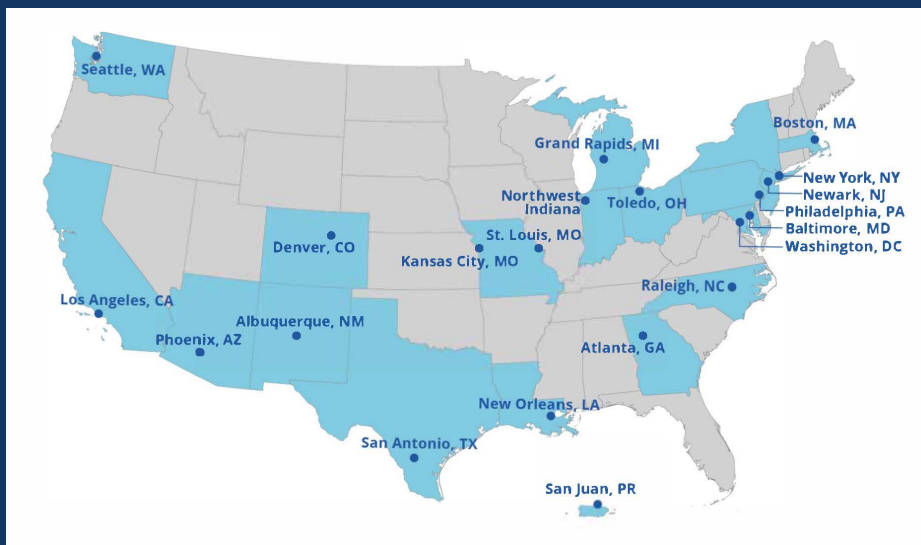 Seattle, WA
Boston, MA
Grand Rapids, MI
New York, NY
Northwest
Indiana
Newark, NJ
Toledo, OH
Philadelphia, PA
Baltimore, MD
St. Louis, MO
Denver, CO
Washington, DC
Kansas City, MO
Raleigh, NC
Los Angeles, CA
Albuquerque, NM
Phoenix, AZ
Atlanta, GA
New Orleans, LA
San Antonio, TX
San Juan, PR